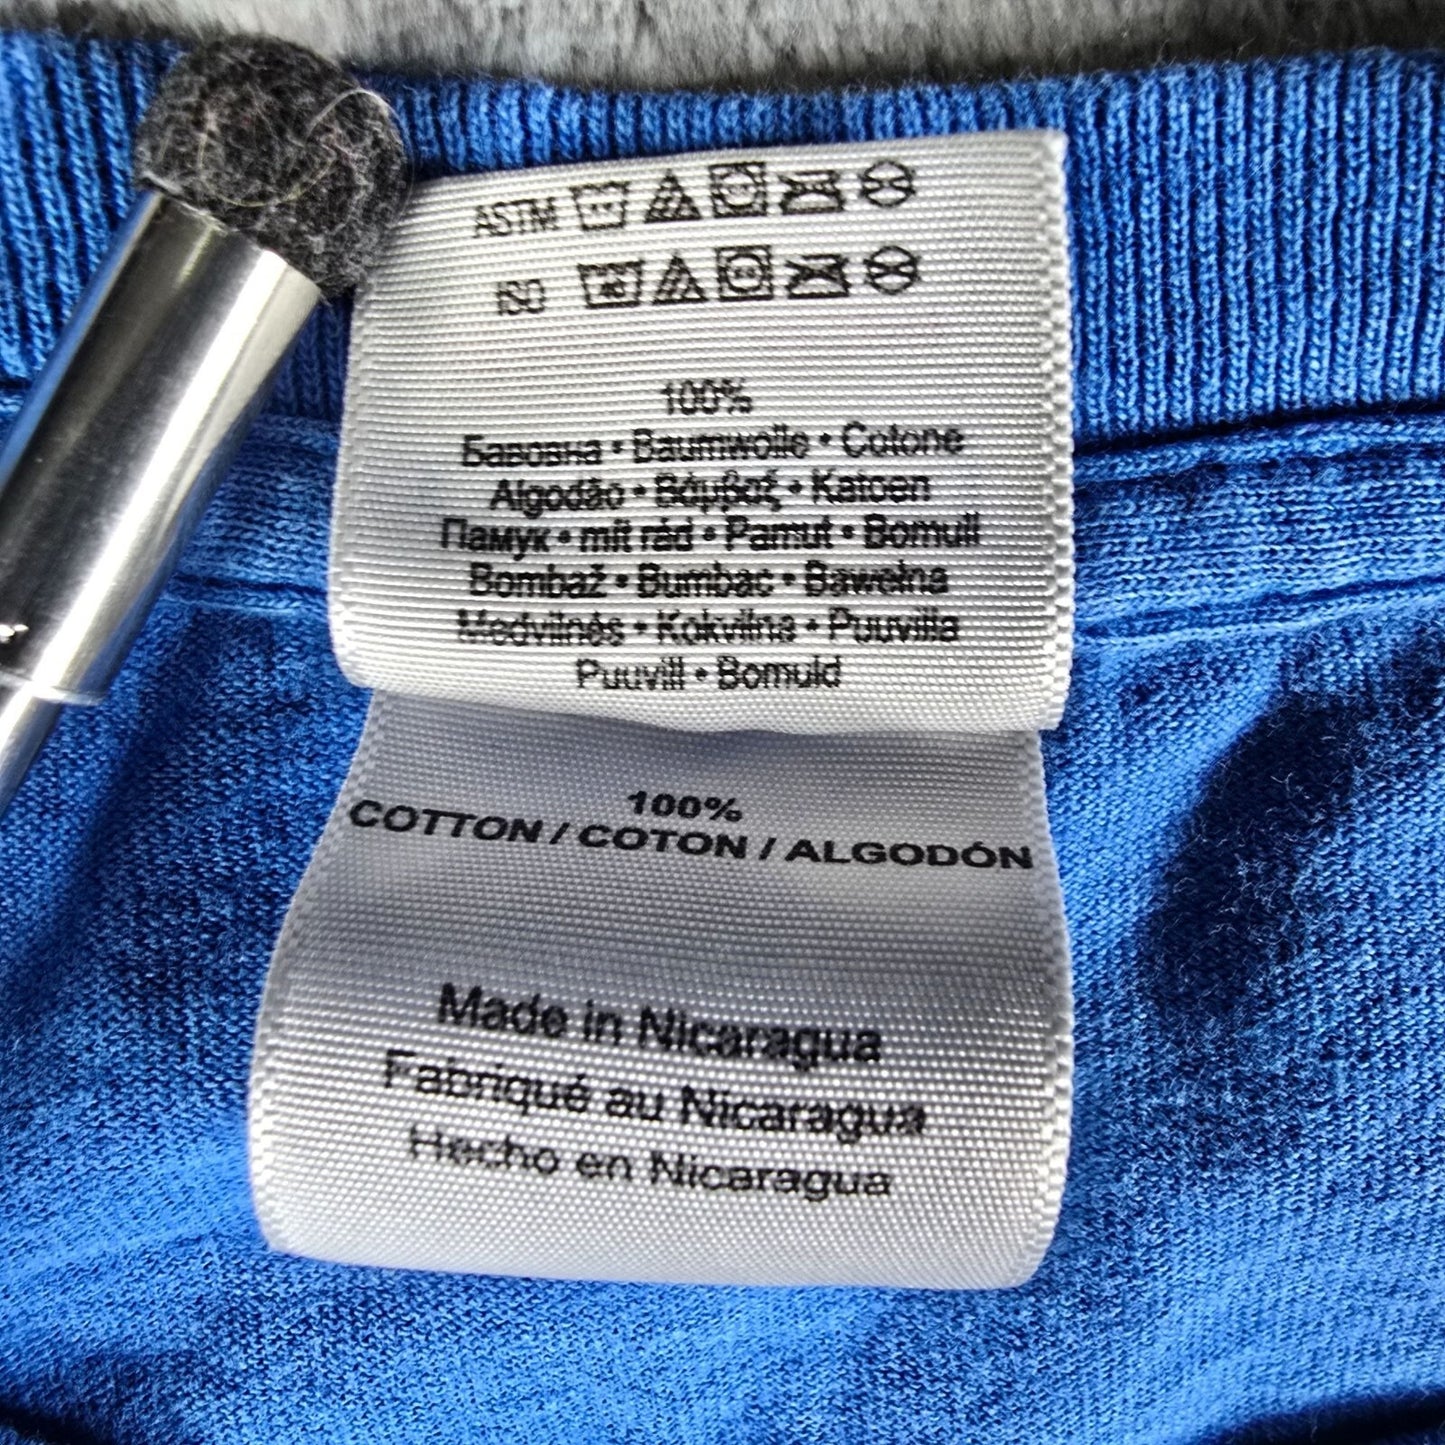 ASTM
ISO
100%
Бавовна • Baumwolle • Cotone
Algodão • Βάμβαξ • Katoen
Памук • mit rád • Pamut • Bomull
Bombaž • Bumbac • Bawełna
Medvilnės • Kokvilna • Puuvilla
Puuvill • Bomuld
100%
COTTON / COTON / ALGODÓN
Made in Nicaragua
Fabriqué au Nicaragua
Hecho en Nicaragua